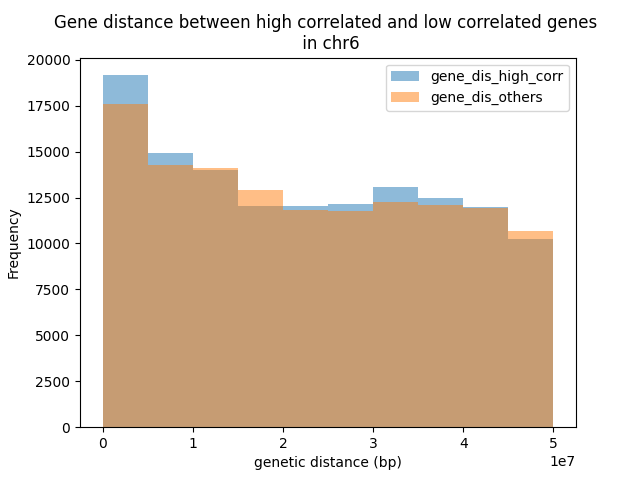 Gene distance between high correlated and low correlated genes
in chr6
20000
17500
15000
12500
10000
7500
5000
2500
0
Frequency
gene_dis_high_corr
gene_dis_others
0 1 2 3 4 5
1e7
genetic distance (bp)